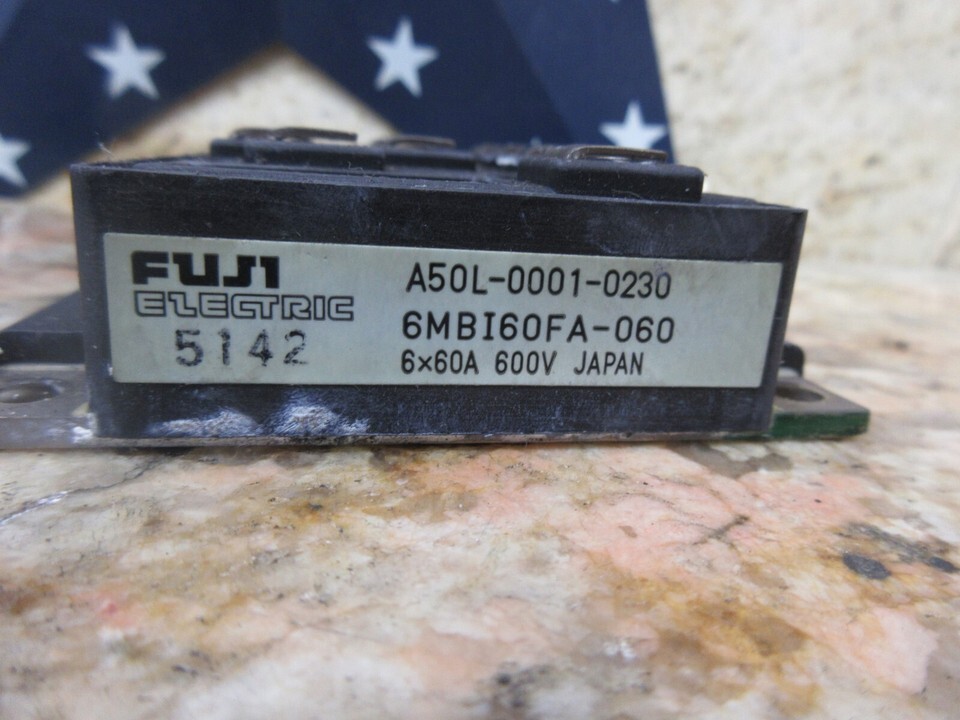 FUJI
ELECTRIC
5142
A50L-0001-0230
6MBI60FA-060
6×60A 600V JAPAN